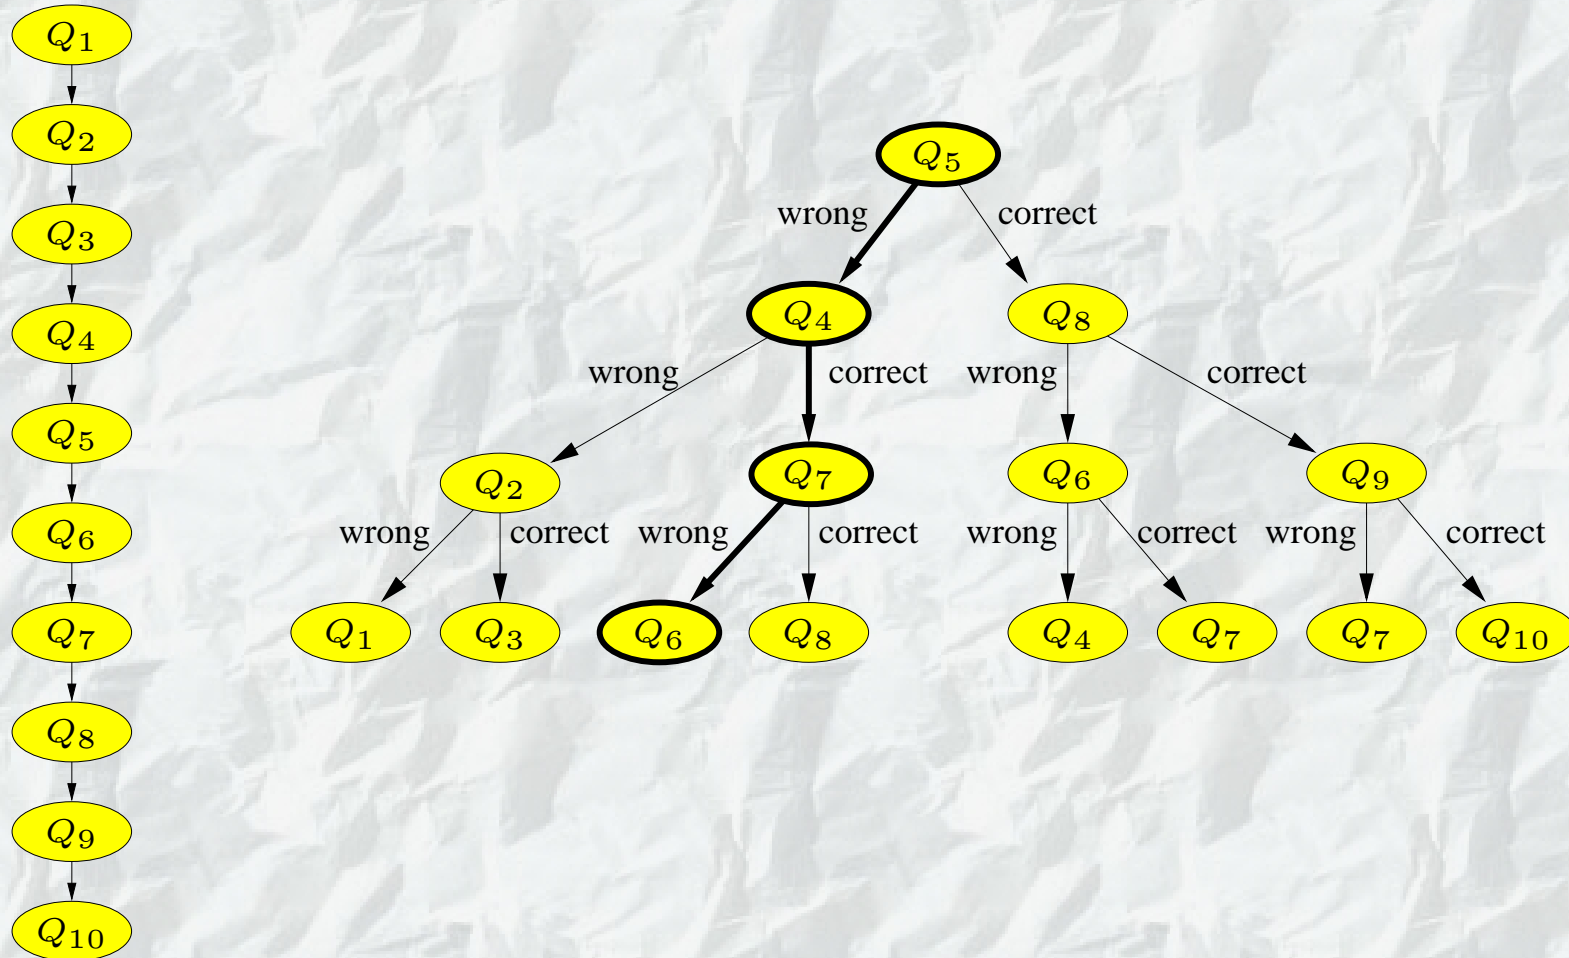 Q1
Q2
Q3
Q4
Q5
Q6
Q7
Q8
Q9
Q10
Q5
wrong correct
Q4 Q8
wrong correct wrong correct
Q2 Q7 Q6 Q9
wrong correct wrong correct wrong correct wrong correct
Q1 Q3 Q6 Q8 Q4 Q7 Q7 Q10